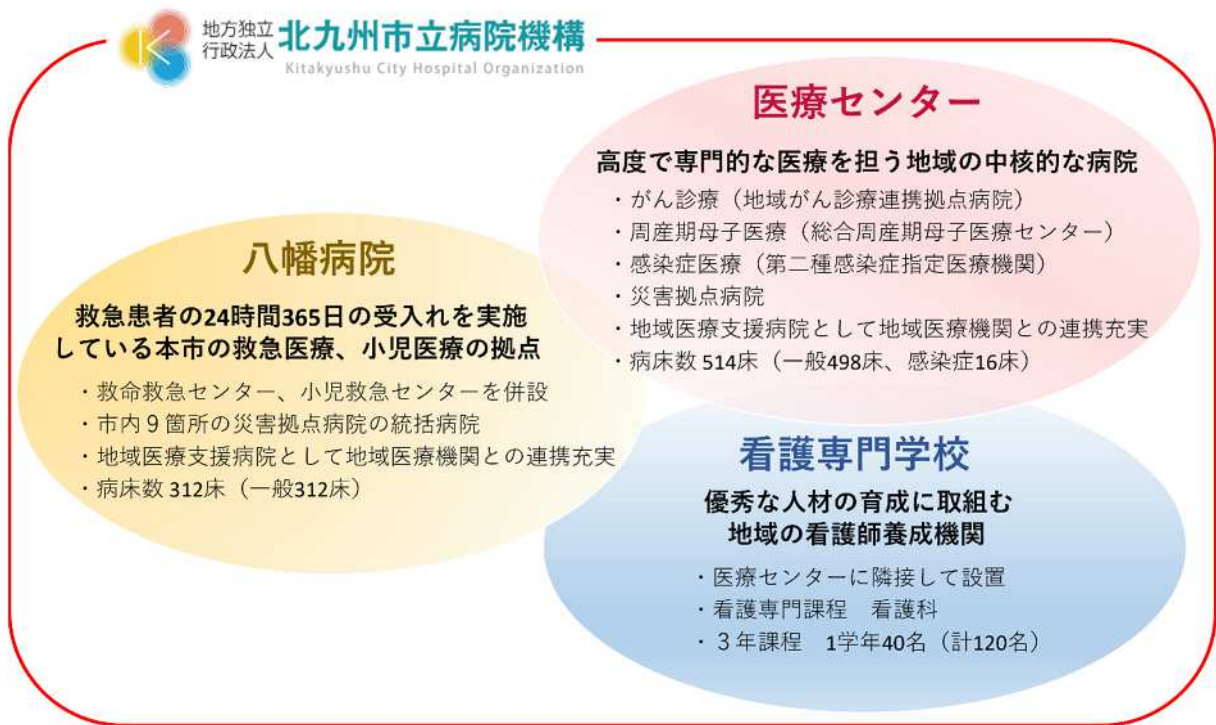 地方独立
行政法人 北九州市立病院機構
Kitakyushu City Hospital Organization
医療センター
高度で専門的な医療を担う地域の中核的な病院
・がん診療（地域がん診療連携拠点病院）
・周産期母子医療（総合周産期母子医療センター）
・感染症医療（第二種感染症指定医療機関）
・災害拠点病院
・地域医療支援病院として地域医療機関との連携充実
・病床数 514床（一般498床、感染症16床）
八幡病院
救急患者の24時間365日の受入れを実施
している本市の救急医療、小児医療の拠点
・救命救急センター、小児救急センターを併設
・市内９箇所の災害拠点病院の統括病院
・地域医療支援病院として地域医療機関との連携充実
・病床数 312床（一般312床）
看護専門学校
優秀な人材の育成に取組む
地域の看護師養成機関
・医療センターに隣接して設置
・看護専門課程　看護科
・３年課程　1学年40名（計120名）